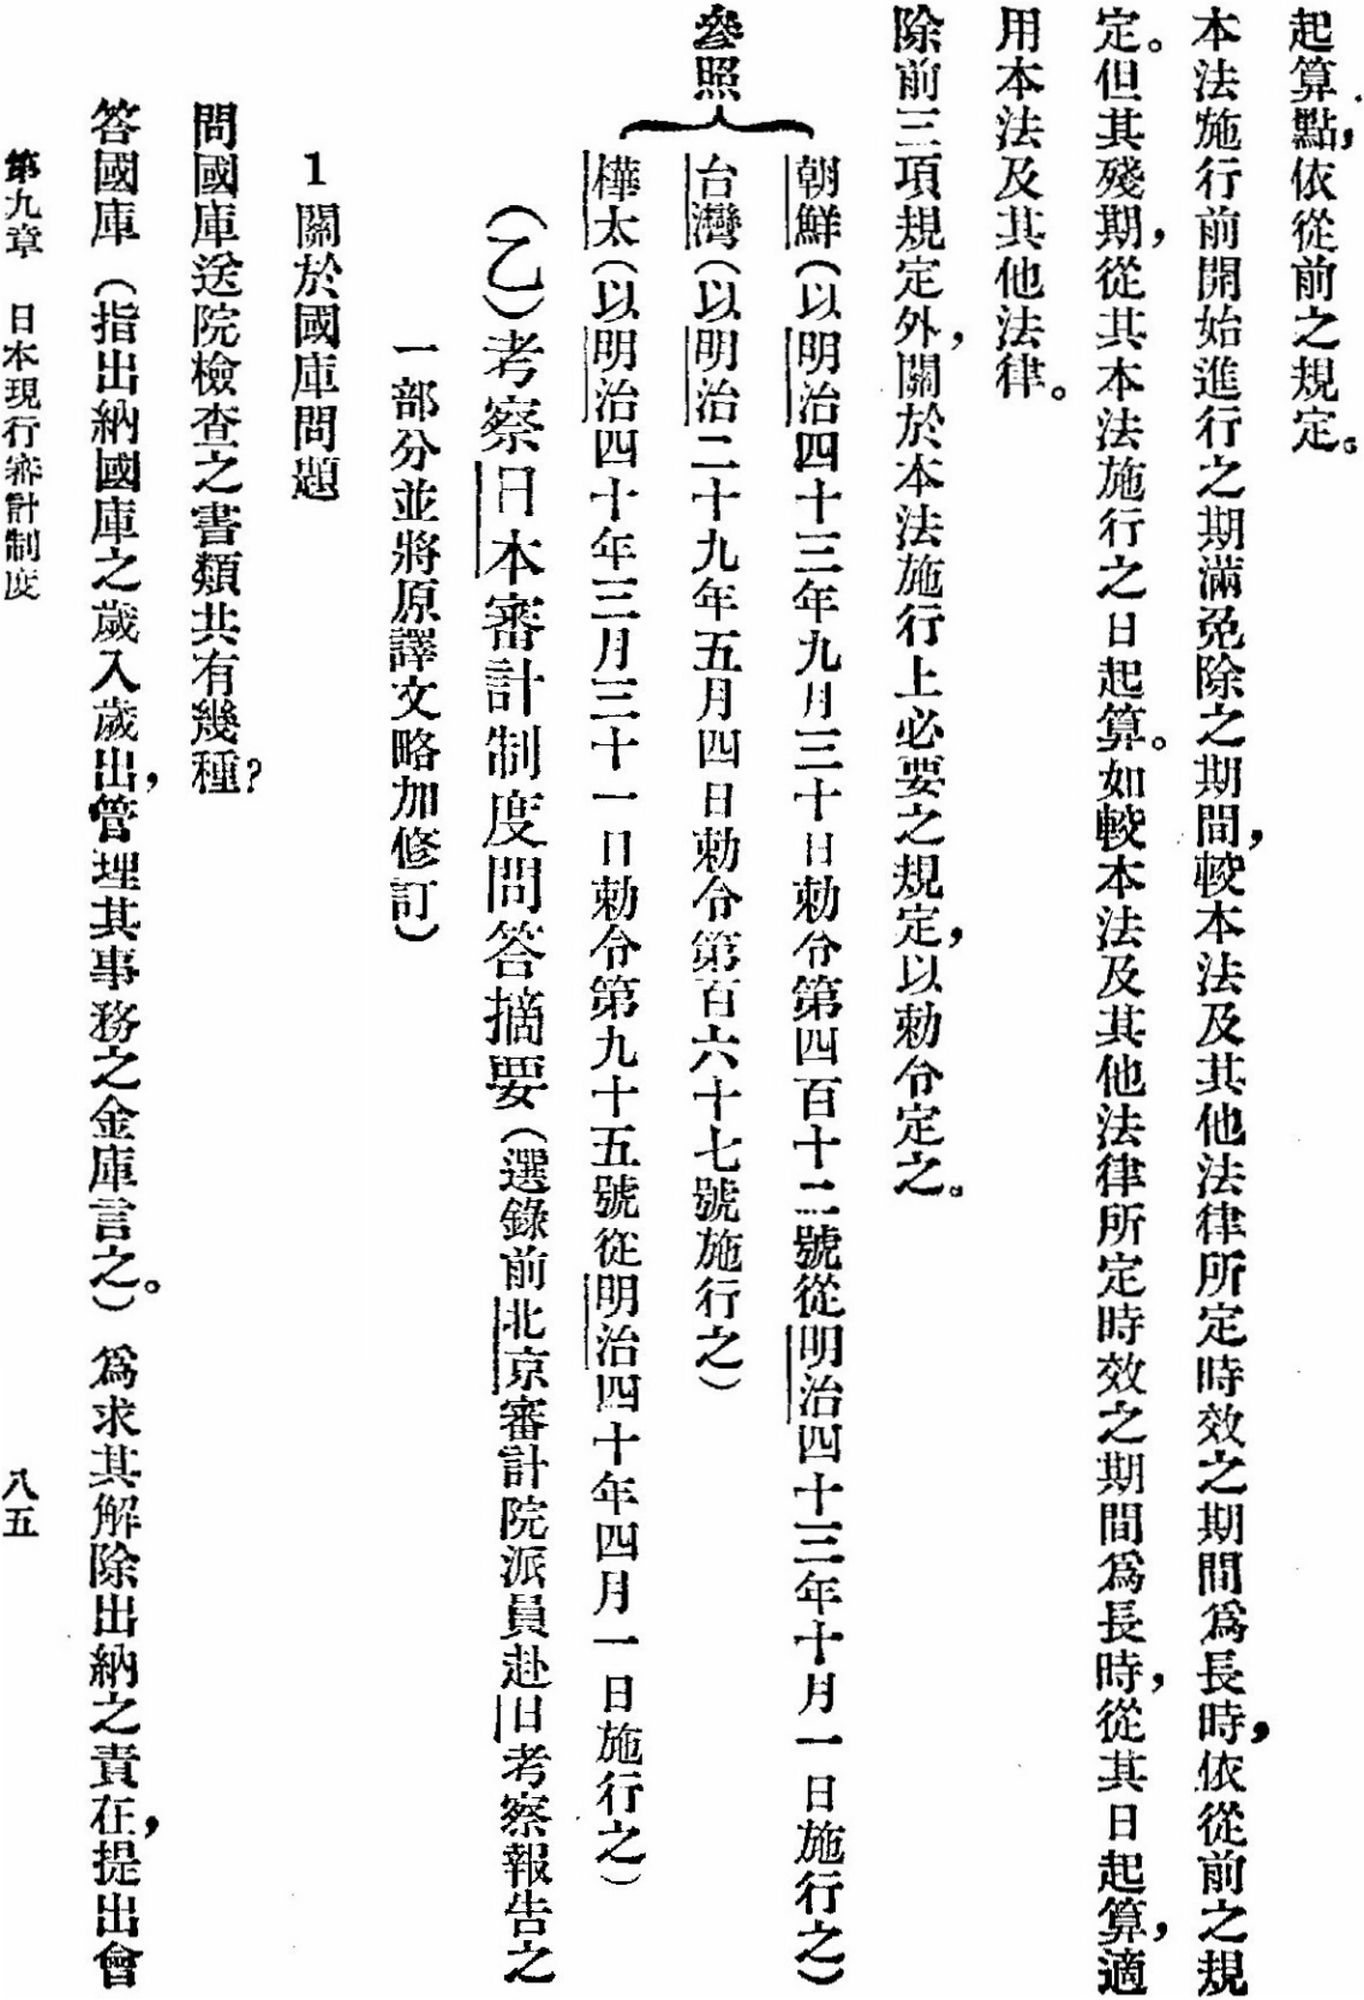 起算點，依從前之規定。
本法施行前開始進行之期滿免除之期間，較本法及其他法律所定時效之期間爲長時，依從前之規
定。但其殘期，從其本法施行之日起算。如較本法及其他法律所定時效之期間爲長時，從其日起算，適
用本法及其他法律。
除前三項規定外，關於本法施行上必要之規定，以勅令定之。
參照
朝鮮（以明治四十三年九月三十日勅令第四百十二號從明治四十三年十月一日施行之）
台灣（以明治二十九年五月四日勅令第百六十七號施行之）
樺太（以明治四十年三月三十一日勅令第九十五號從明治四十年四月一日施行之）
（乙）考察日本審計制度問答摘要（選錄前北京審計院派員赴日考察報告之
一部分並將原譯文略加修訂）
1關於國庫問題
問國庫送院檢查之書類共有幾種？
答國庫（指出納國庫之歲入歲出，管理其事務之金庫言之。）爲求其解除出納之責在，提出會
第九章　日本現行審計制度　八五